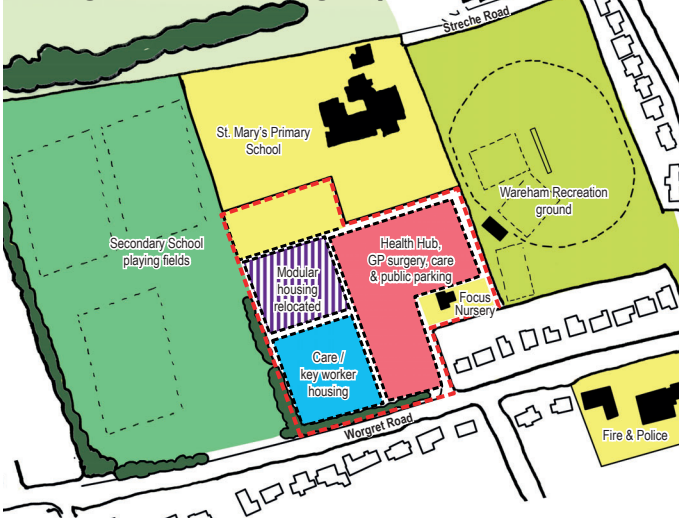 Streche Road
St. Mary's Primary
School
Wareham Recreation
ground
Secondary School
playing fields
Health Hub,
GP surgery, care
& public parking
Modular
housing
relocated
Focus
Nursery
Care /
key worker
housing
Worgret Road
Fire & Police